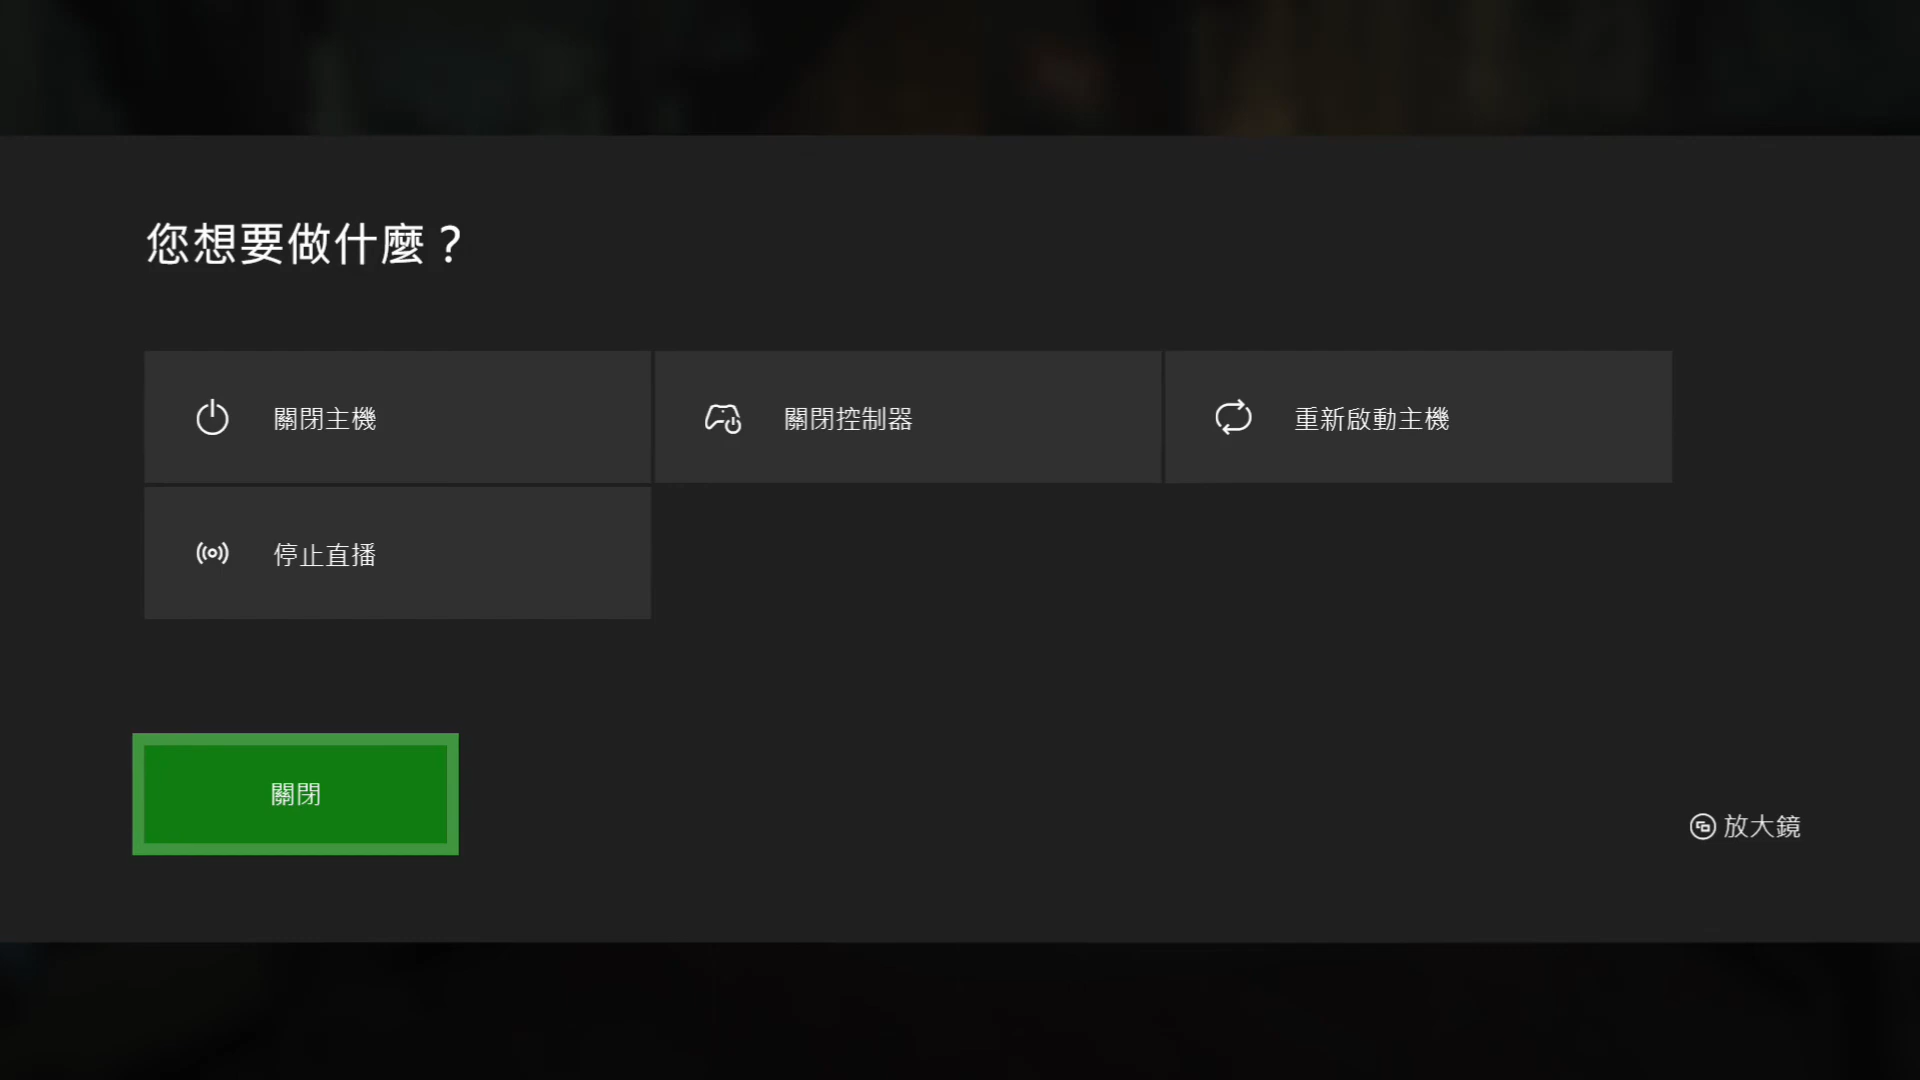 您想要做什麼？
關閉主機
關閉控制器
重新啟動主機
停止直播
關閉
放大鏡